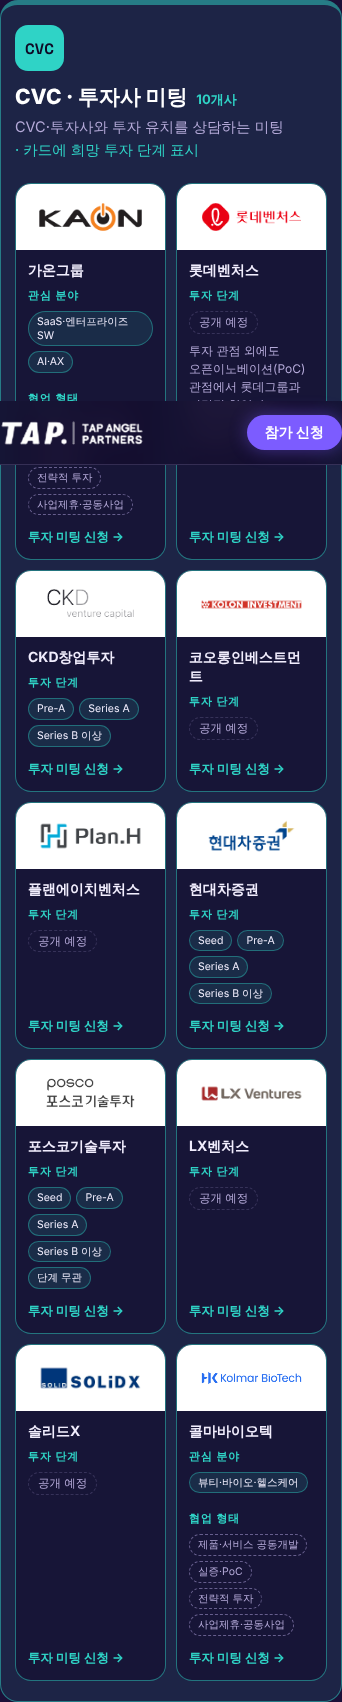 CVC
CVC · 투자사 미팅 10개사
CVC·투자사와 투자 유치를 상담하는 미팅
· 카드에 희망 투자 단계 표시
KAON
가온그룹
관심 분야
SaaS·엔터프라이즈
SW
AI·AX
협업 형태
롯데벤처스
롯데벤처스
투자 단계
공개 예정
투자 관점 외에도
오픈이노베이션(PoC)
관점에서 롯데그룹과
TAP. | TAP ANGEL
PARTNERS
참가 신청
전략적 투자
사업제휴·공동사업
투자 미팅 신청 →
투자 미팅 신청 →
CKD
venture capital
CKD창업투자
투자 단계
Pre-A
Series A
Series B 이상
투자 미팅 신청 →
KOLON INVESTMENT
코오롱인베스트먼
트
투자 단계
공개 예정
투자 미팅 신청 →
Plan.H
플랜에이치벤처스
투자 단계
공개 예정
투자 미팅 신청 →
현대차증권
현대차증권
투자 단계
Seed
Pre-A
Series A
Series B 이상
투자 미팅 신청 →
posco
포스코기술투자
포스코기술투자
투자 단계
Seed
Pre-A
Series A
Series B 이상
단계 무관
투자 미팅 신청 →
LX Ventures
LX벤처스
투자 단계
공개 예정
투자 미팅 신청 →
SOLiD SOLiDX
솔리드X
투자 단계
공개 예정
투자 미팅 신청 →
Kolmar BioTech
콜마바이오텍
관심 분야
뷰티·바이오·헬스케어
협업 형태
제품·서비스 공동개발
실증·PoC
전략적 투자
사업제휴·공동사업
투자 미팅 신청 →